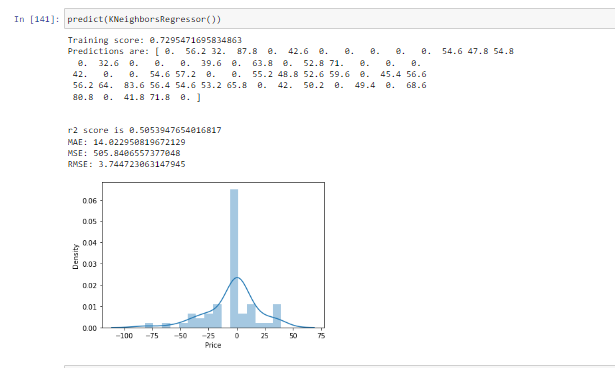 In [141]: predict(KNeighborsRegressor())
Training score: 0.7295471695834863
Predictions are: [ 0. 56.2 32. 87.8 0. 42.6 0. 0. 0. 0. 0. 54.6 47.8 54.8
0. 32.6 0. 0. 0. 39.6 0. 63.8 0. 52.8 71. 0. 0. 0.
42. 0. 0. 54.6 57.2 0. 0. 55.2 48.8 52.6 59.6 0. 45.4 56.6
56.2 64. 83.6 56.4 54.6 53.2 65.8 0. 42. 50.2 0. 49.4 0. 68.6
80.8 0. 41.8 71.8 0. ]
r2 score is 0.5053947654016817
MAE: 14.022950819672129
MSE: 505.8406557377048
RMSE: 3.744723063147945
0.06
0.05
0.04
0.03
0.02
0.01
0.00
Density
−100 −75 −50 −25 0 25 50 75
Price